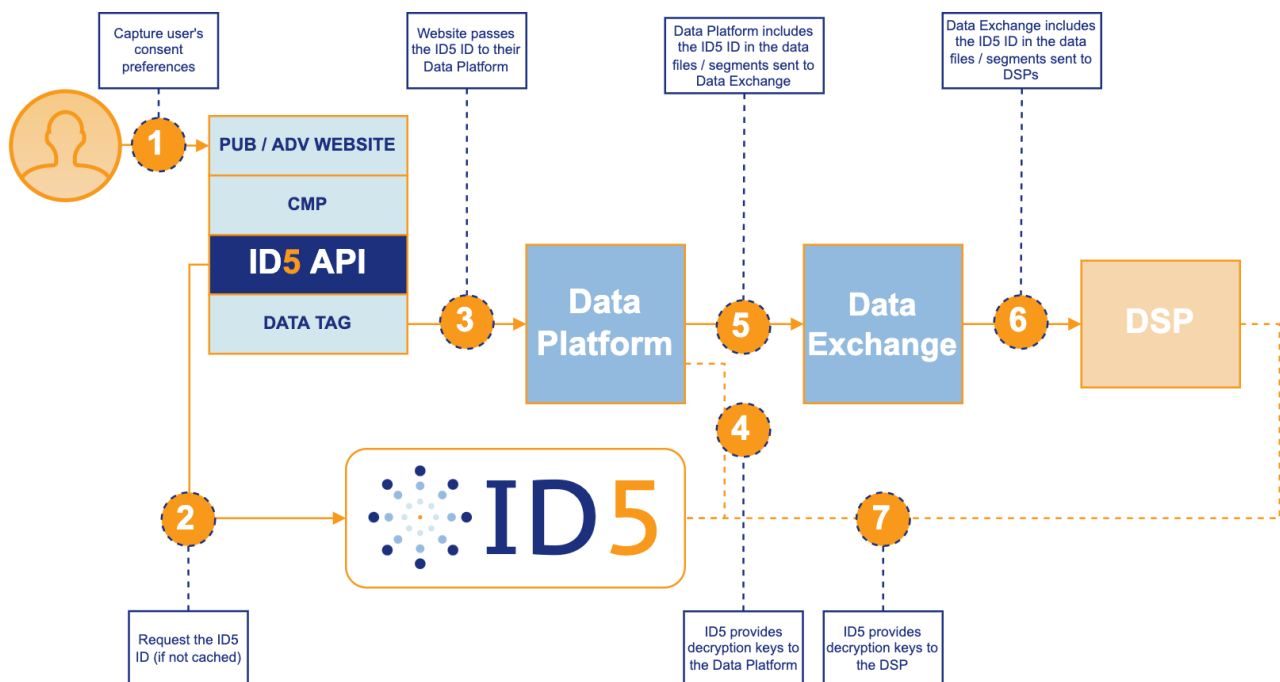 Capture user's
consent
preferences
Website passes
the ID5 ID to their
Data Platform
Data Platform includes
the ID5 ID in the data
files / segments sent to
Data Exchange
Data Exchange includes
the ID5 ID in the data
files / segments sent to
DSPs
1
PUB / ADV WEBSITE
CMP
ID5 API
DATA TAG
3
Data
Platform
5
Data
Exchange
6
DSP
4
2
ID5
7
Request the ID5
ID (if not cached)
ID5 provides
decryption keys to
the Data Platform
ID5 provides
decryption keys to
the DSP